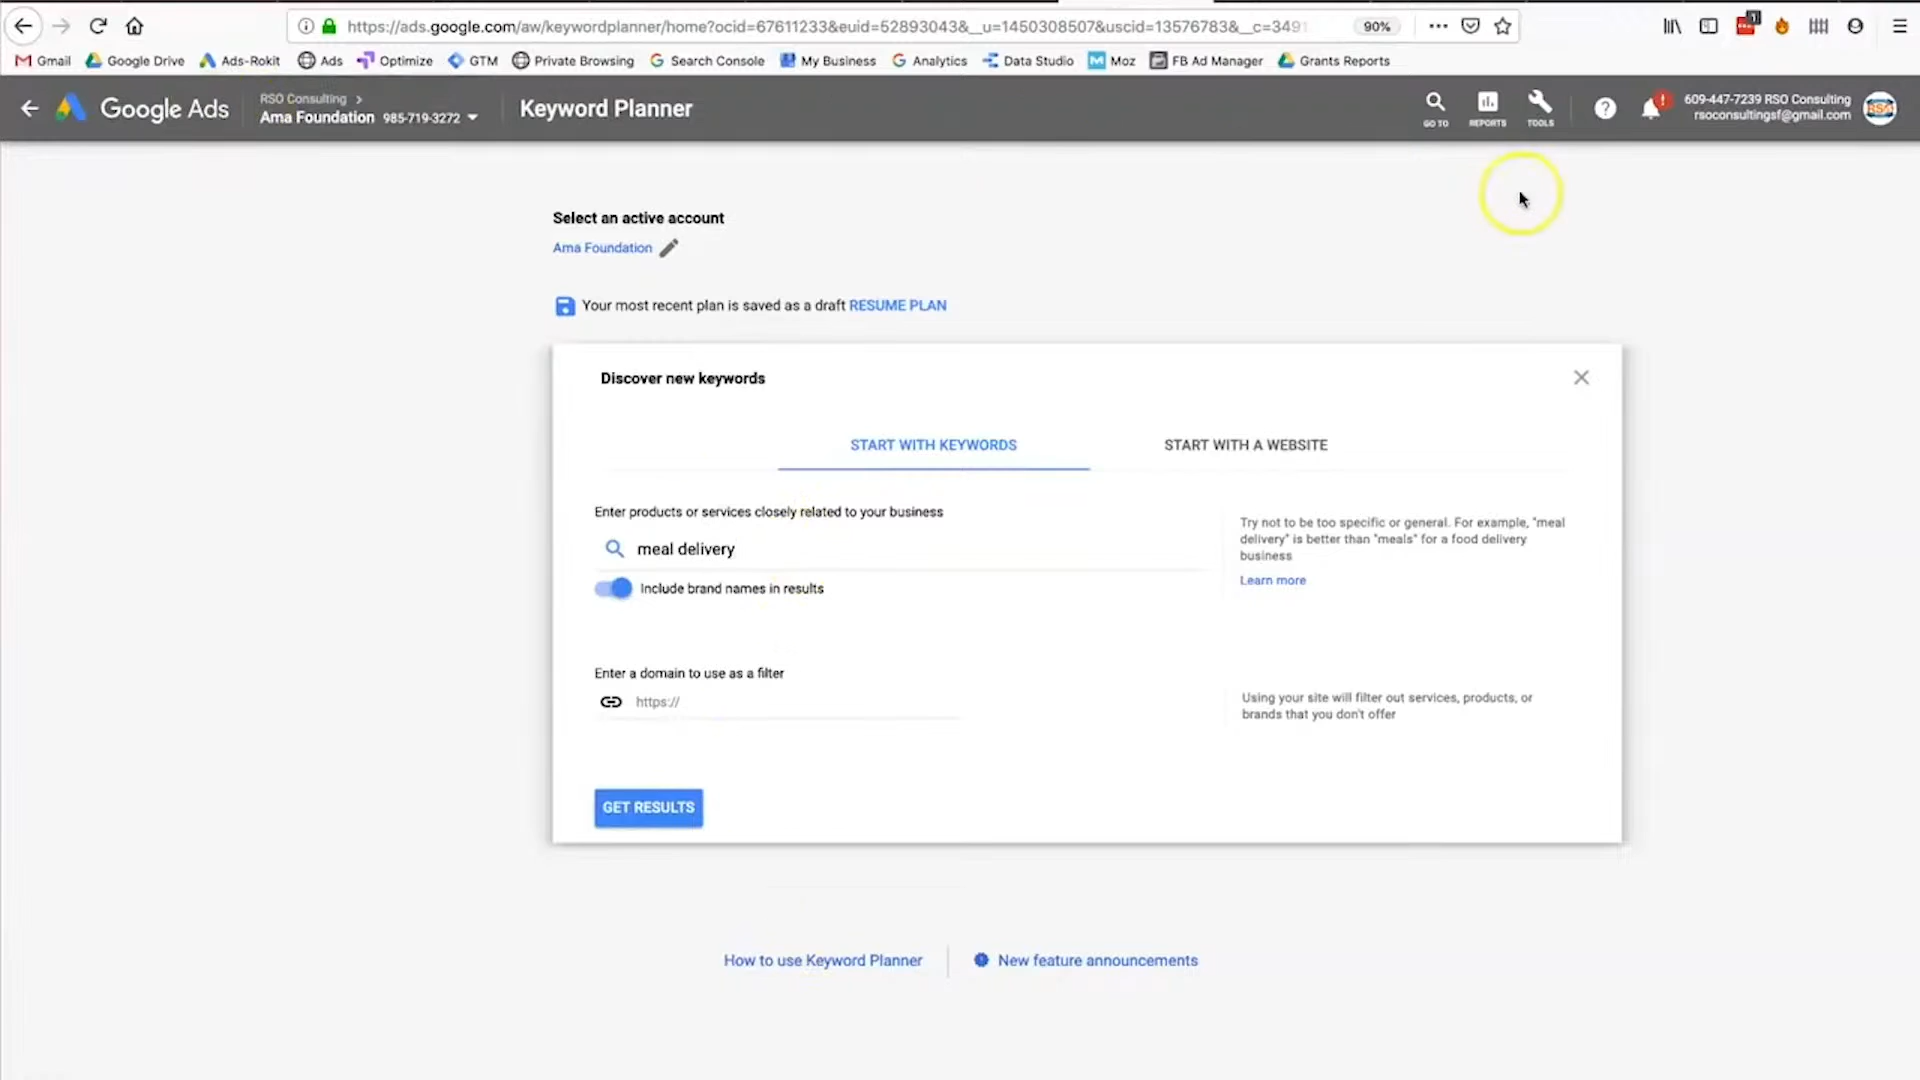 https://ads.google.com/aw/keywordplanner/home?ocid=67611233&euid=52893043&__u=1450308507&uscid=13576783&__c=3491
90%
Gmail Google Drive Ads-Rokit Ads Optimize GTM Private Browsing Search Console My Business Analytics Data Studio Moz FB Ad Manager Grants Reports
Google Ads
RSO Consulting
Ama Foundation 985-719-3272
Keyword Planner
GO TO
REPORTS
TOOLS
609-447-7239 RSO Consulting
rsoconsultingsf@gmail.com
RSO
Select an active account
Ama Foundation
Your most recent plan is saved as a draft RESUME PLAN
Discover new keywords
START WITH KEYWORDS
START WITH A WEBSITE
Enter products or services closely related to your business
meal delivery
Include brand names in results
Try not to be too specific or general. For example, "meal
delivery" is better than "meals" for a food delivery
business
Learn more
Enter a domain to use as a filter
https://
Using your site will filter out services, products, or
brands that you don't offer
GET RESULTS
How to use Keyword Planner
New feature announcements